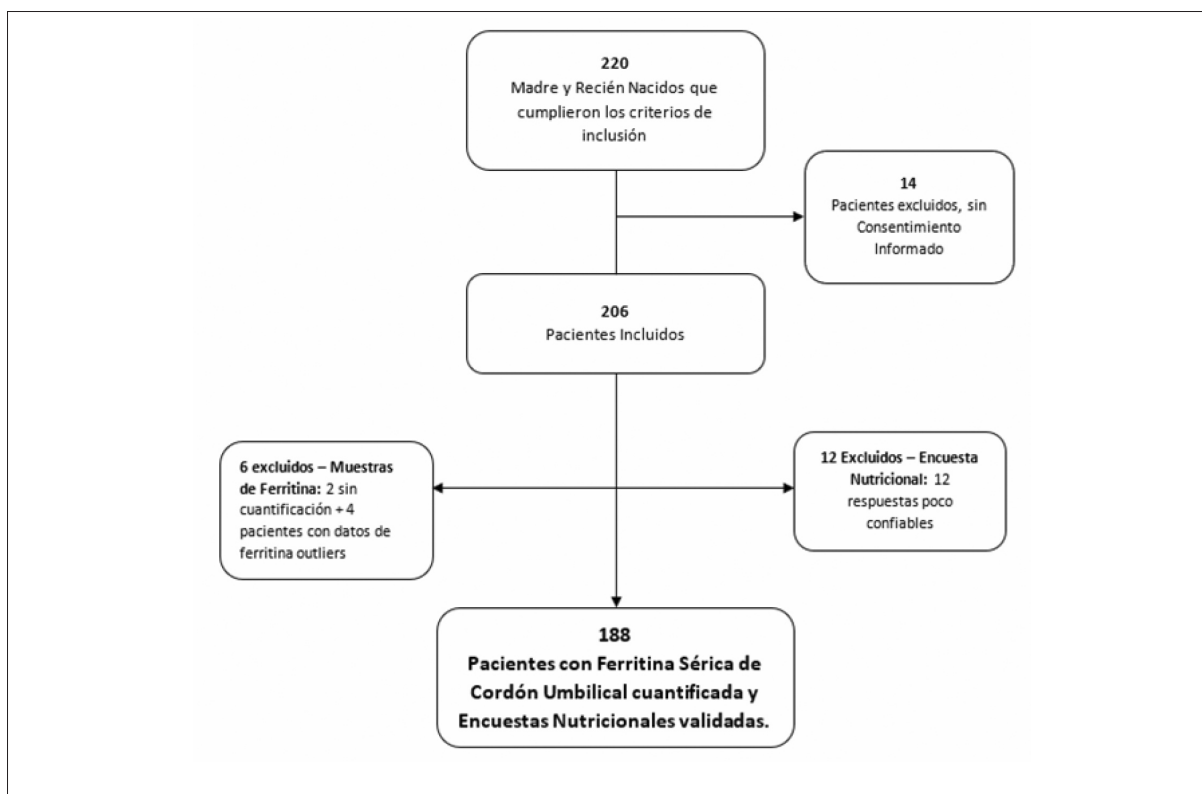 220
Madre y Recién Nacidos que
cumplieron los criterios de
inclusión
14
Pacientes excluidos, sin
Consentimiento
Informado
206
Pacientes Incluidos
6 excluidos – Muestras
de Ferritina: 2 sin
cuantificación + 4
pacientes con datos de
ferritina outliers
12 Excluidos – Encuesta
Nutricional: 12
respuestas poco
confiables
188
Pacientes con Ferritina Sérica de
Cordón Umbilical cuantificada y
Encuestas Nutricionales validadas.